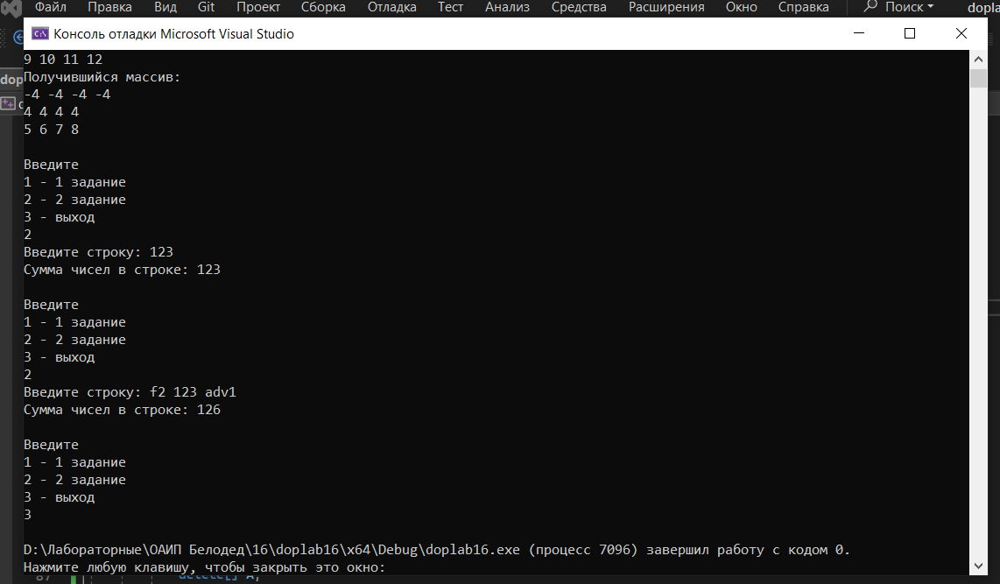 Файл Правка Вид Git Проект Сборка Отладка Тест Анализ Средства Расширения Окно Справка Поиск dopla
Консоль отладки Microsoft Visual Studio
9 10 11 12
Получившийся массив:
-4 -4 -4 -4
4 4 4 4
5 6 7 8
Введите
1 - 1 задание
2 - 2 задание
3 - выход
2
Введите строку: 123
Сумма чисел в строке: 123
Введите
1 - 1 задание
2 - 2 задание
3 - выход
2
Введите строку: f2 123 adv1
Сумма чисел в строке: 126
Введите
1 - 1 задание
2 - 2 задание
3 - выход
3
D:\Лабораторные\ОАИП Белодед\16\doplab16\x64\Debug\doplab16.exe (процесс 7096) завершил работу с кодом 0.
Нажмите любую клавишу, чтобы закрыть это окно: